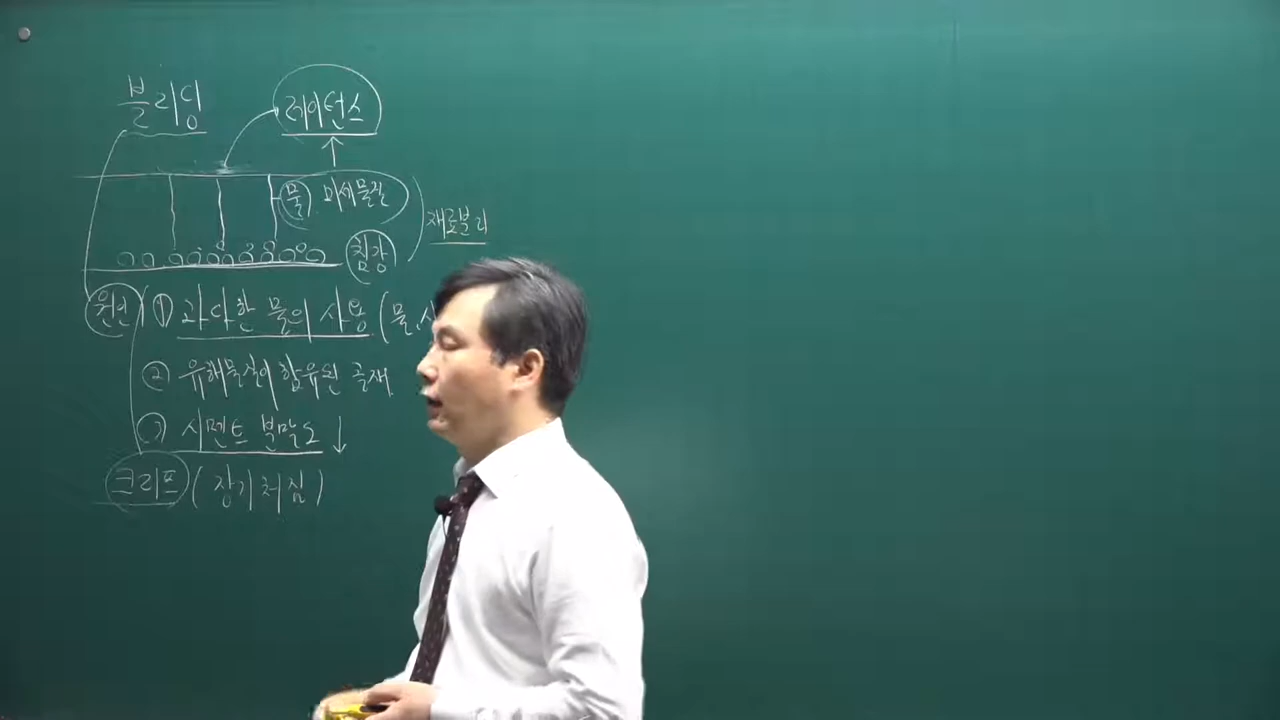 블리딩
레이턴스
물 미세물질
재료분리
침강
원인 ① 과다한 물의 사용 (물,시
② 유해물질이 함유된 골재
③ 시멘트 분말도 ↓
크리프 (장기처짐)